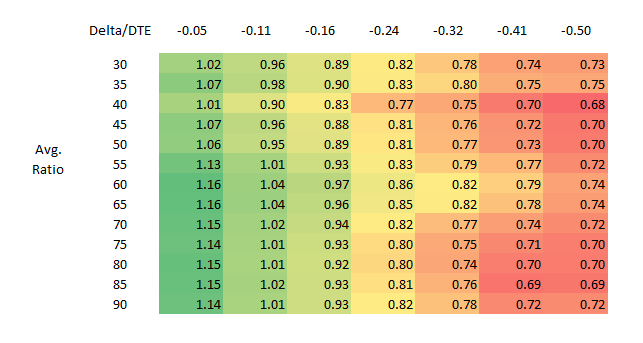 Delta/DTE -0.05 -0.11 -0.16 -0.24 -0.32 -0.41 -0.50
30 1.02 0.96 0.89 0.82 0.78 0.74 0.73
35 1.07 0.98 0.90 0.83 0.80 0.75 0.75
40 1.01 0.90 0.83 0.77 0.75 0.70 0.68
45 1.07 0.96 0.88 0.81 0.76 0.72 0.70
50 1.06 0.95 0.89 0.81 0.77 0.73 0.70
Avg.
Ratio
55 1.13 1.01 0.93 0.83 0.79 0.77 0.72
60 1.16 1.04 0.97 0.86 0.82 0.79 0.74
65 1.16 1.04 0.96 0.85 0.82 0.78 0.74
70 1.15 1.02 0.94 0.82 0.77 0.74 0.72
75 1.14 1.01 0.93 0.80 0.75 0.71 0.70
80 1.15 1.01 0.92 0.80 0.74 0.70 0.70
85 1.15 1.02 0.93 0.81 0.76 0.69 0.69
90 1.14 1.01 0.93 0.82 0.78 0.72 0.72